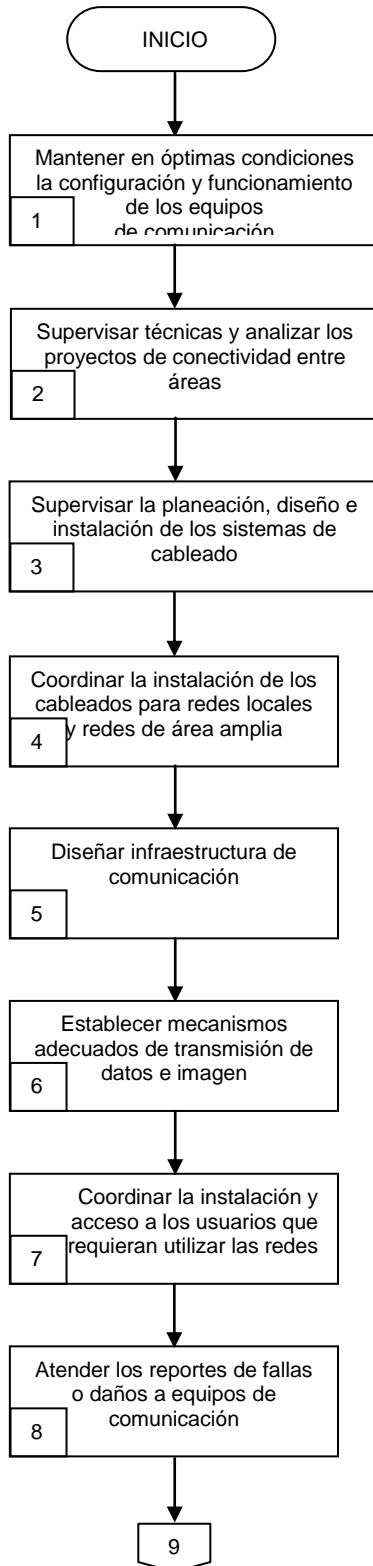 INICIO
Mantener en óptimas condiciones
la configuración y funcionamiento
de los equipos
de comunicación
1
Supervisar técnicas y analizar los
proyectos de conectividad entre
áreas
2
Supervisar la planeación, diseño e
instalación de los sistemas de
cableado
3
Coordinar la instalación de los
cableados para redes locales
y redes de área amplia
4
Diseñar infraestructura de
comunicación
5
Establecer mecanismos
adecuados de transmisión de
datos e imagen
6
Coordinar la instalación y
acceso a los usuarios que
requieran utilizar las redes
7
Atender los reportes de fallas
o daños a equipos de
comunicación
8
9